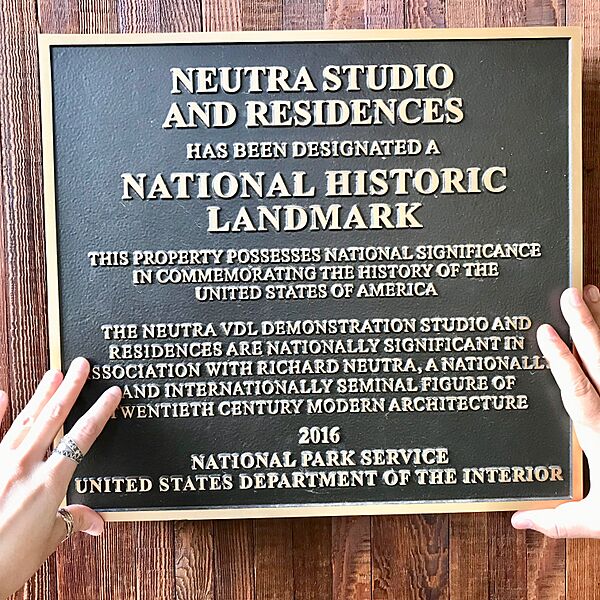 NEUTRA STUDIO
AND RESIDENCES
HAS BEEN DESIGNATED A
NATIONAL HISTORIC
LANDMARK
THIS PROPERTY POSSESSES NATIONAL SIGNIFICANCE
IN COMMEMORATING THE HISTORY OF THE
UNITED STATES OF AMERICA
THE NEUTRA VDL DEMONSTRATION STUDIO AND
RESIDENCES ARE NATIONALLY SIGNIFICANT IN
ASSOCIATION WITH RICHARD NEUTRA, A NATIONALLY
AND INTERNATIONALLY SEMINAL FIGURE OF
TWENTIETH CENTURY MODERN ARCHITECTURE
2016
NATIONAL PARK SERVICE
UNITED STATES DEPARTMENT OF THE INTERIOR